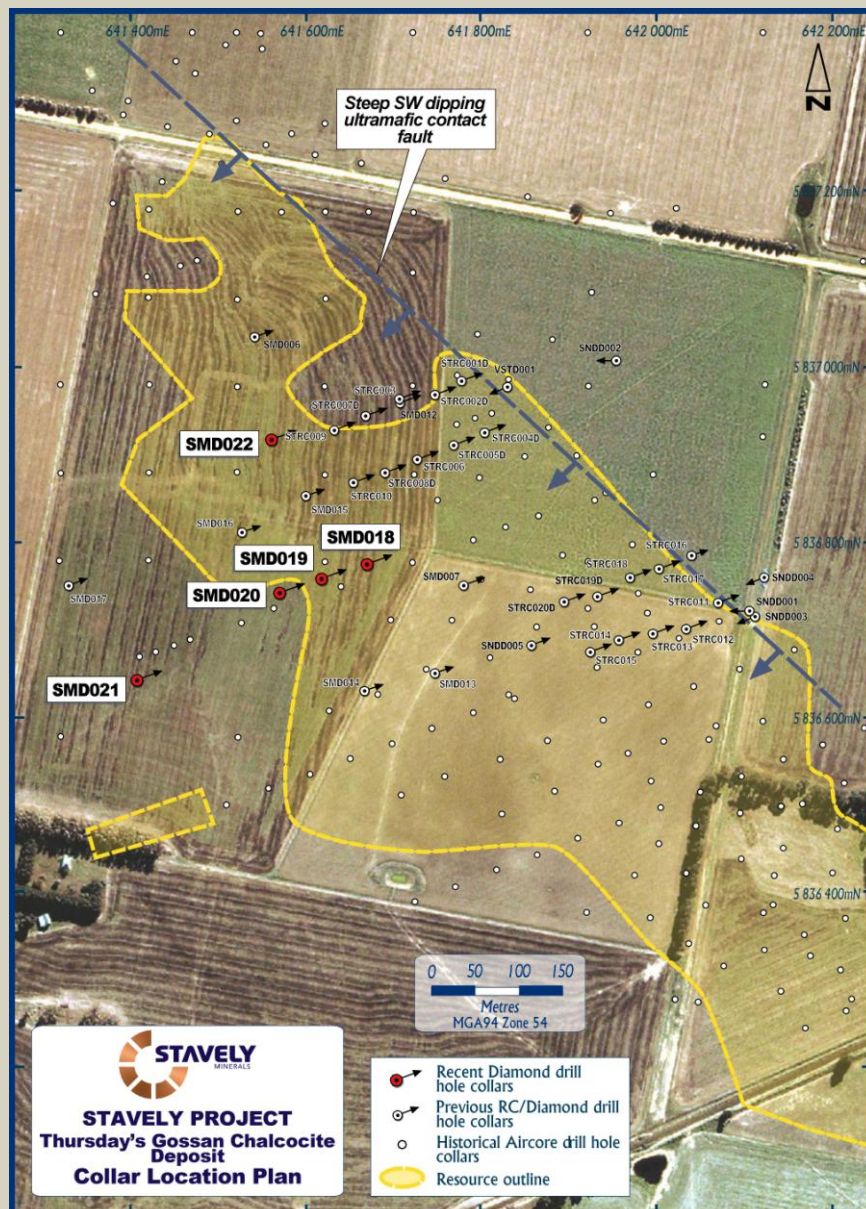 641 400mE
641 600mE
641 800mE
642 000mE
642 200mE
N
Steep SW dipping
ultramafic contact
fault
5 837 200mN
SMD006
STRC001D
VSTD001
SNDD002
5 837 000mN
STRC003
STRC007D
STRC002D
SMD012
STRC009
STRC004D
SMD022
STRC005D
STRC006
STRC008D
STRC010
SMD015
SMD016
SMD018
SMD019
STRC016
5 836 800mN
STRC018
STRC017
SMD017
SMD020
SMD007
STRC019D
SNDD004
STRC020D
STRC011
SNDD001
SNDD003
STRC014
STRC012
SNDD005
STRC013
STRC015
SMD021
SMD014
SMD013
5 836 600mN
5 836 400mN
0 50 100 150
Metres
MGA94 Zone 54
STAVELY
MINERALS
STAVELY PROJECT
Thursday's Gossan Chalcocite
Deposit
Collar Location Plan
Recent Diamond drill
hole collars
Previous RC/Diamond drill
hole collars
Historical Aircore drill hole
collars
Resource outline